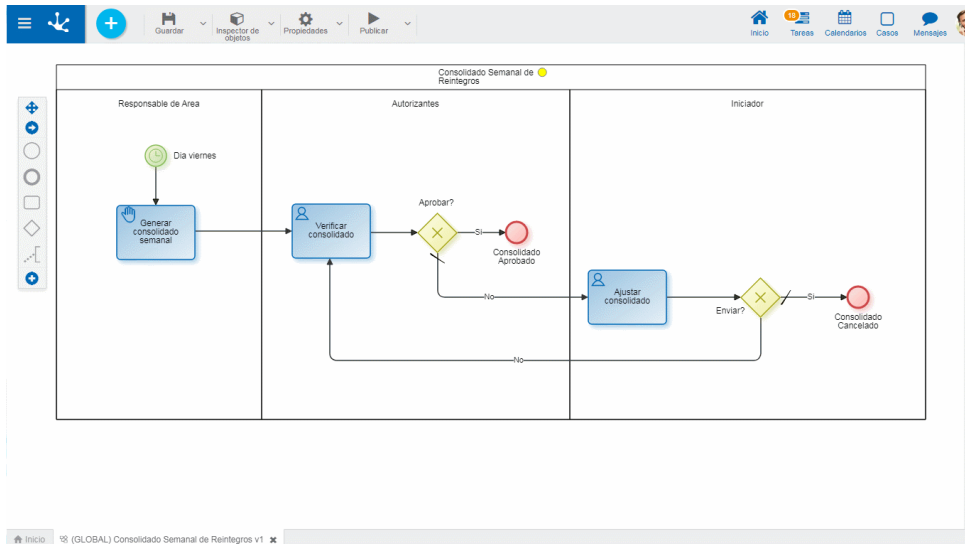 Guardar
Inspector de
objetos
Propiedades
Publicar
Inicio
18
Tareas
Calendarios
Casos
Mensajes
Consolidado Semanal de
Reintegros
Responsable de Area
Autorizantes
Iniciador
Dia viernes
Generar
consolidado
semanal
Verificar
consolidado
Aprobar?
Si
Consolidado
Aprobado
No
Ajustar
consolidado
Enviar?
Si
Consolidado
Cancelado
No
Inicio
(GLOBAL) Consolidado Semanal de Reintegros v1